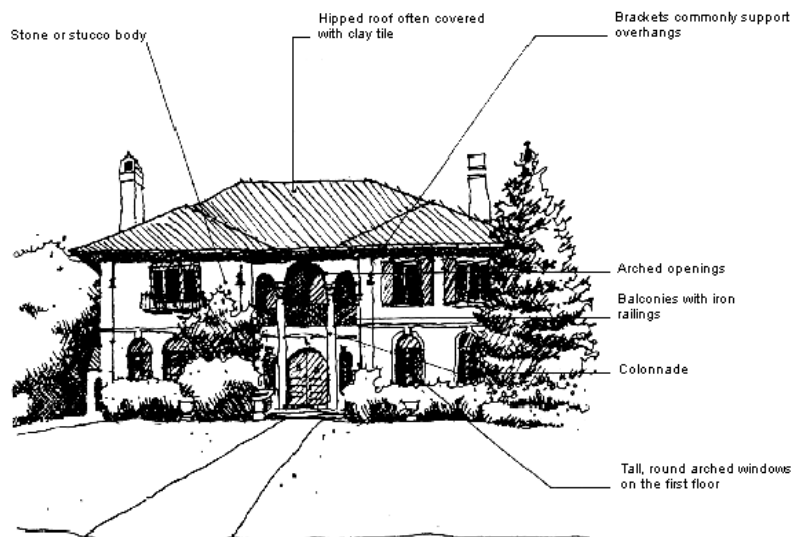 Stone or stucco body
Hipped roof often covered
with clay tile
Brackets commonly support
overhangs
Arched openings
Balconies with iron
railings
Colonnade
Tall, round arched windows
on the first floor